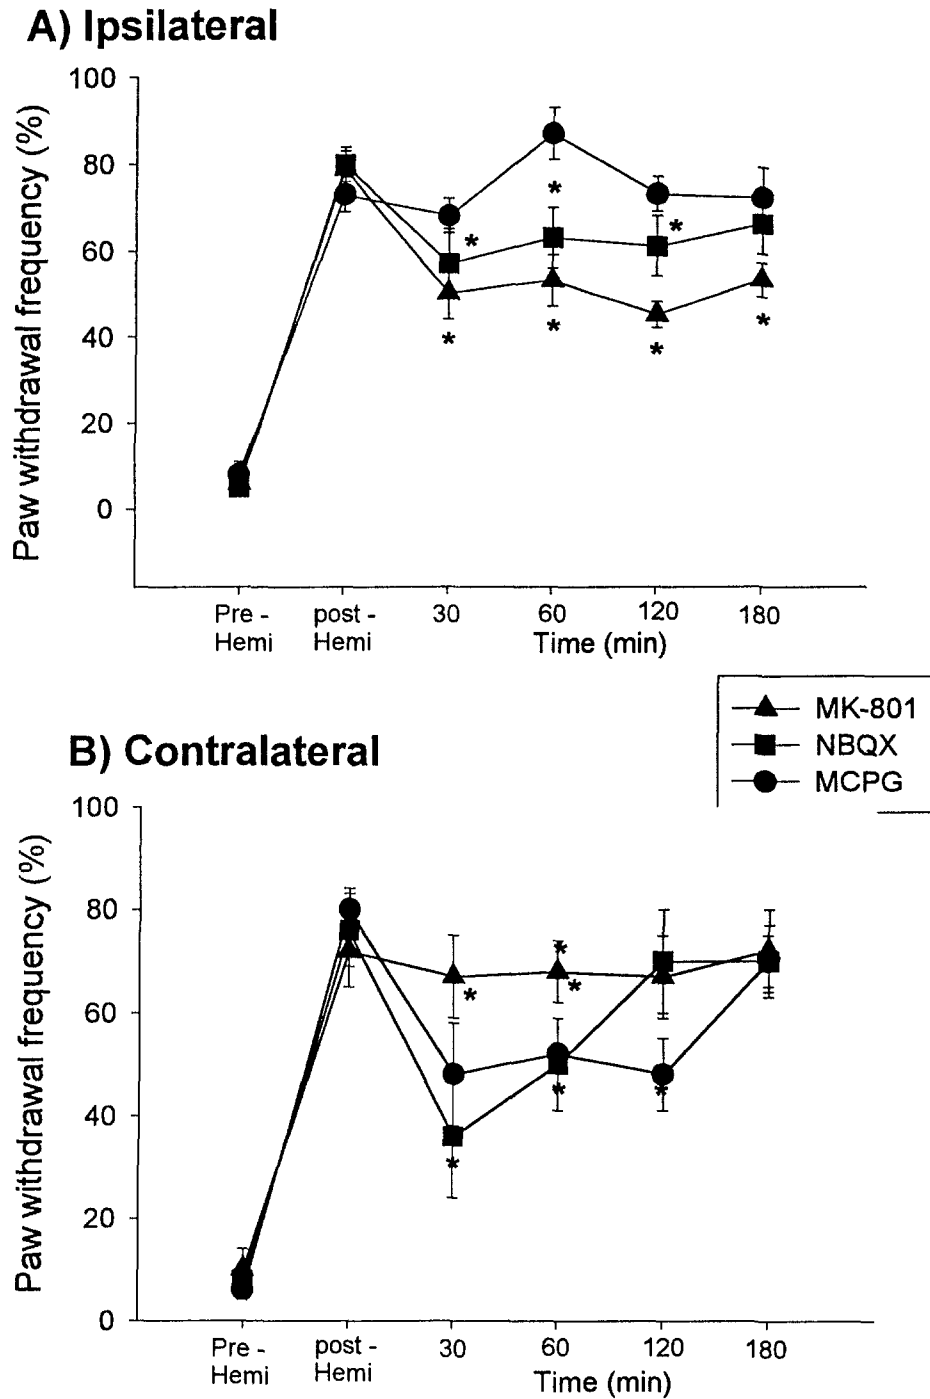 A) Ipsilateral
Paw withdrawal frequency (%)
100
80
60
40
20
0
*
*
*
*
*
*
*
Pre - Hemi
post - Hemi
30
60
120
180
Time (min)
MK-801
NBQX
MCPG
B) Contralateral
Paw withdrawal frequency (%)
100
80
60
40
20
0
*
*
*
*
*
*
Pre - Hemi
post - Hemi
30
60
120
180
Time (min)